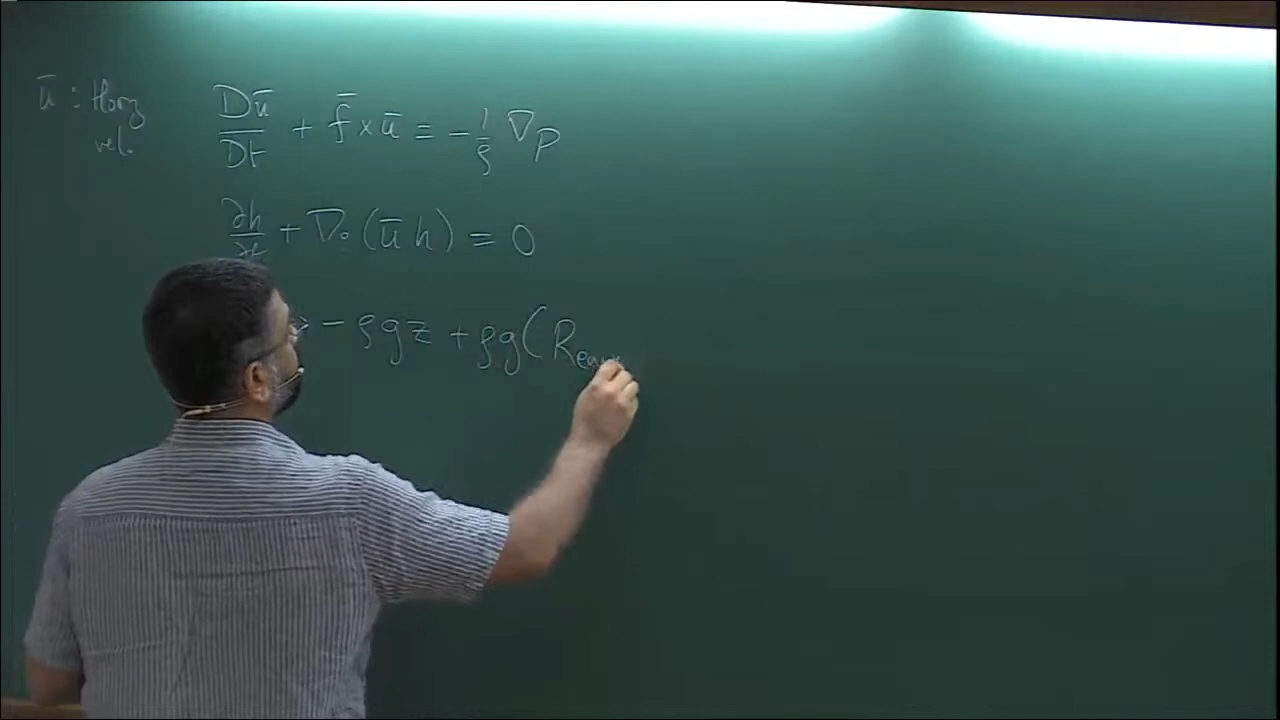 ū : Horz
vel.
Dū/Dt + f̄ × ū = -1/ρ ∇p
∂h/∂t + ∇·(ū h) = 0
-ρgz + ρg(R